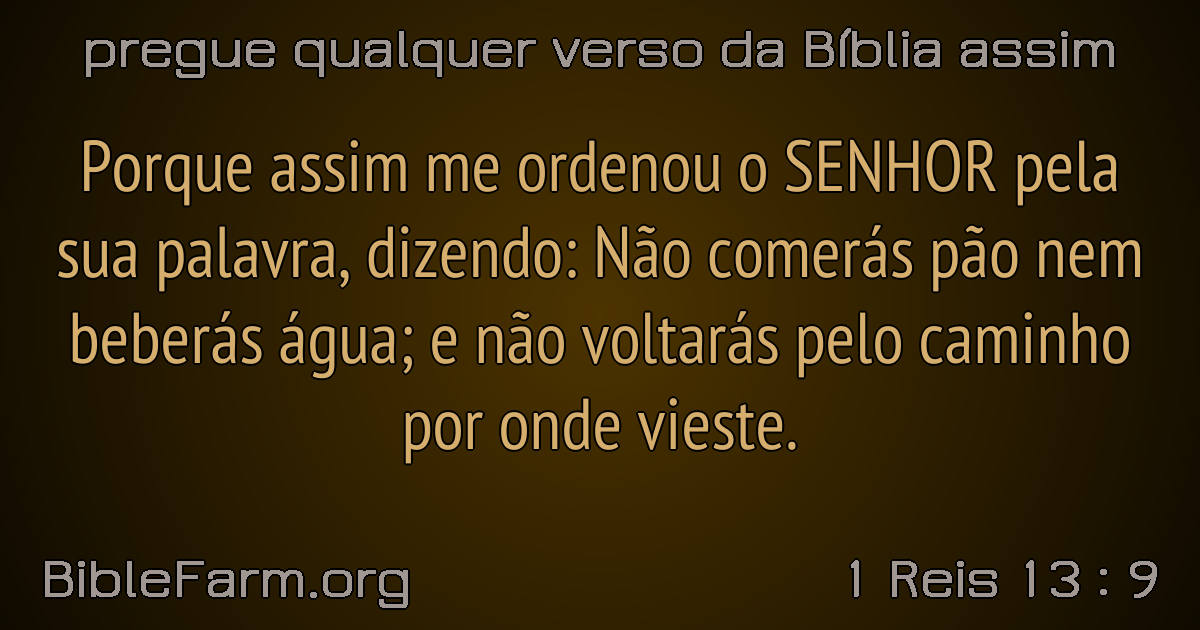 pregue qualquer verso da Bíblia assim
Porque assim me ordenou o SENHOR pela
sua palavra, dizendo: Não comerás pão nem
beberás água; e não voltarás pelo caminho
por onde vieste.
BibleFarm.org
1 Reis 13 : 9